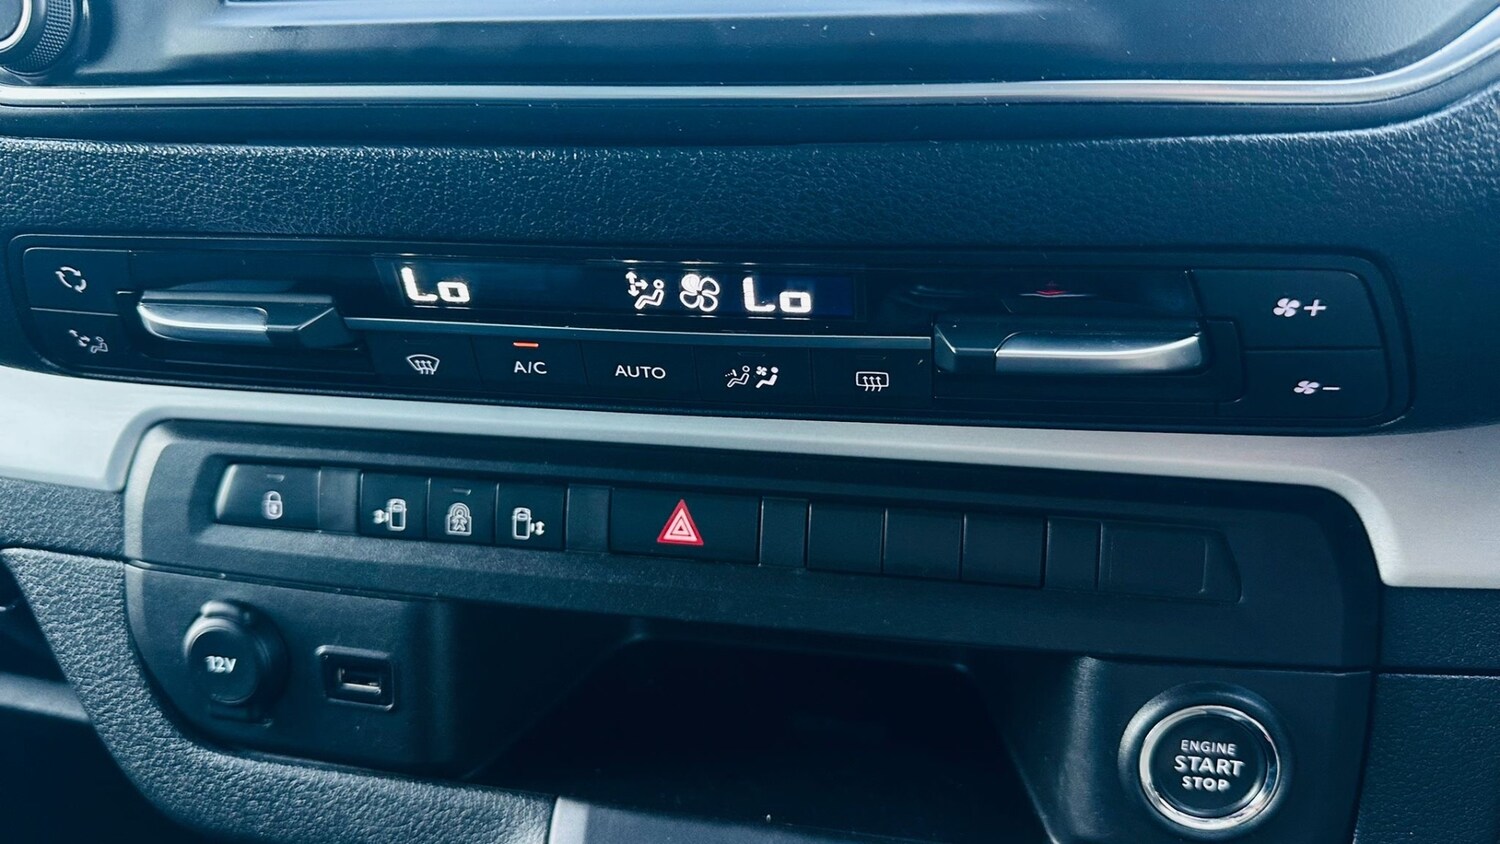 Lo Lo
A/C AUTO
12V
ENGINE
START
STOP